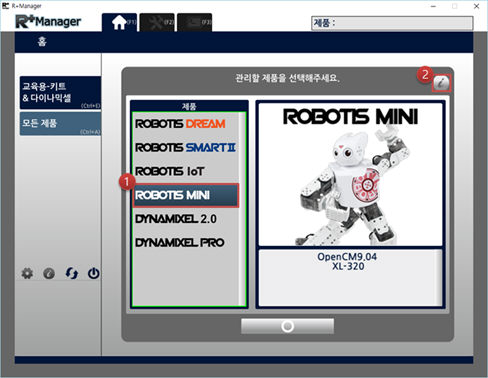 R+Manager
R+Manager
(F1)
(F2)
(F3)
제품 :
홈
교육용-키트
& 다이나믹셀
(Ctrl+E)
모든 제품
(Ctrl+A)
관리할 제품을 선택해주세요.
2
제품
ROBOTIS DREAM
ROBOTIS SMART II
ROBOTIS IoT
1
ROBOTIS MINI
DYNAMIXEL 2.0
DYNAMIXEL PRO
ROBOTIS MINI
OpenCM9.04
XL-320